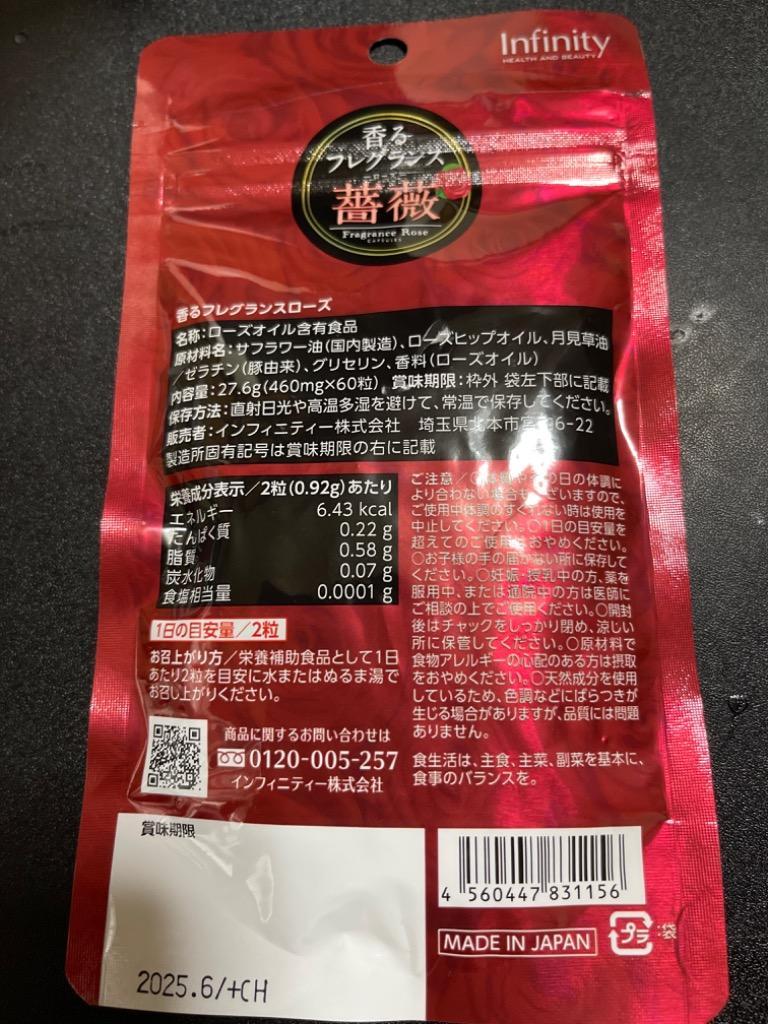 Infinity
HEALTH AND BEAUTY
香る
フレグランス
ローズ
薔薇
Fragrance Rose
CAPSULES
香るフレグランスローズ
名称:ローズオイル含有食品
原材料名:サフラワー油(国内製造)、ローズヒップオイル、月見草油
/ゼラチン(豚由来)、グリセリン、香料(ローズオイル)
内容量:27.6g(460mg×60粒) 賞味期限:枠外 袋左下部に記載
保存方法:直射日光や高温多湿を避けて、常温で保存してください。
販売者:インフィニティー株式会社 埼玉県北本市宮 6-22
製造所固有記号は賞味期限の右に記載
栄養成分表示/2粒(0.92g)あたり
エネルギー 6.43 kcal
たんぱく質 0.22 g
脂質 0.58 g
炭水化物 0.07 g
食塩相当量 0.0001 g
1日の目安量/2粒
お召上がり方/栄養補助食品として1日
あたり2粒を目安に水またはぬるま湯で
お召し上がりください。
商品に関するお問い合わせは
0120-005-257
インフィニティー株式会社
ご注意/○ の日の体調に
より合わない場合もございますので、
ご使用中体調のすぐれない時は使用を
中止してください。○1日の目安量を
超えてのご使用はおやめください。
○お子様の手の届かない所に保存して
ください。○妊娠・授乳中の方、薬を
服用中、または通院中の方は医師に
ご相談の上でご使用ください。○開封
後はチャックをしっかり閉め、涼しい
所に保管してください。○原材料で
食物アレルギーの心配のある方は摂取
をおやめください。○天然成分を使用
しているため、色調などにばらつきが
生じる場合がありますが、品質には問題
ありません。
食生活は、主食、主菜、副菜を基本に、
食事のバランスを。
賞味期限
2025.6/+CH
4 560447 831156
MADE IN JAPAN
プラ
:袋